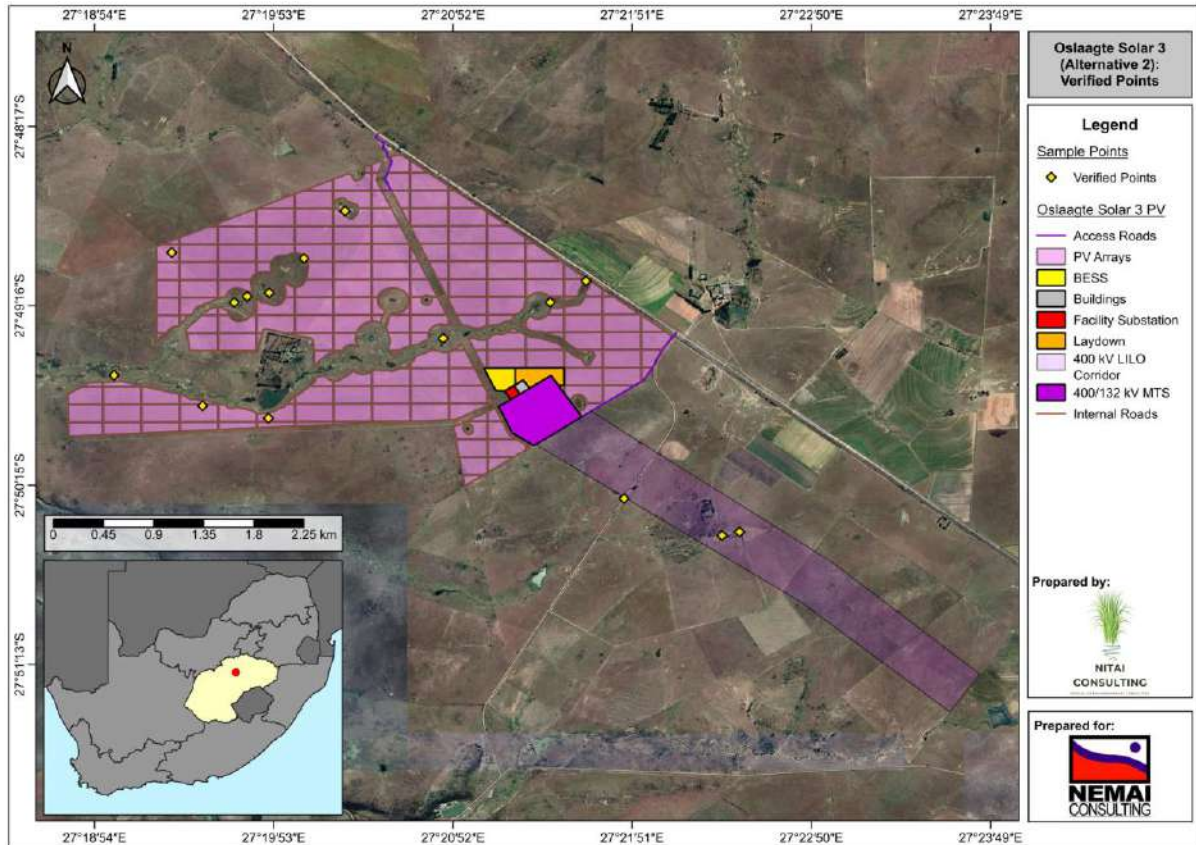 27°18'54"E
27°19'53"E
27°20'52"E
27°21'51"E
27°22'50"E
27°23'49"E
N
27°48'17"S
27°49'16"S
27°50'15"S
27°51'13"S
0 0.45 0.9 1.35 1.8 2.25 km
27°18'54"E
27°19'53"E
27°20'52"E
27°21'51"E
27°22'50"E
27°23'49"E
Oslaagte Solar 3
(Alternative 2):
Verified Points
Legend
Sample Points
Verified Points
Oslaagte Solar 3 PV
Access Roads
PV Arrays
BESS
Buildings
Facility Substation
Laydown
400 kV LILO
Corridor
400/132 kV MTS
Internal Roads
Prepared by:
NITAI
CONSULTING
Prepared for:
NEMAI
CONSULTING